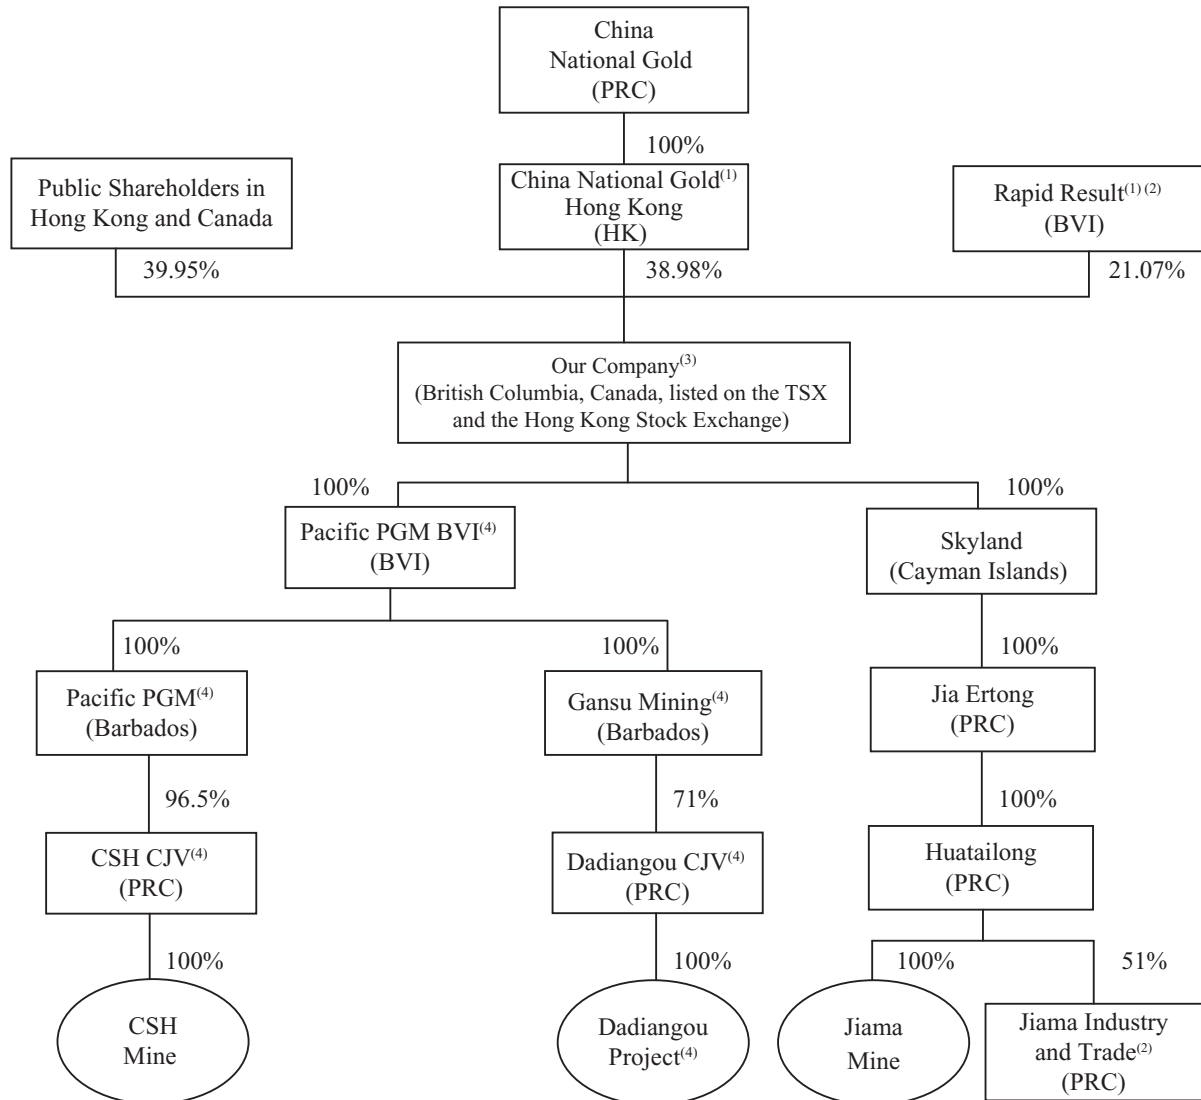 China
National Gold
(PRC)
100%
Public Shareholders in
Hong Kong and Canada
China National Gold(1)
Hong Kong
(HK)
Rapid Result(1) (2)
(BVI)
39.95%
38.98%
21.07%
Our Company(3)
(British Columbia, Canada, listed on the TSX
and the Hong Kong Stock Exchange)
100%
100%
Pacific PGM BVI(4)
(BVI)
Skyland
(Cayman Islands)
100%
100%
100%
Pacific PGM(4)
(Barbados)
Gansu Mining(4)
(Barbados)
Jia Ertong
(PRC)
96.5%
71%
100%
CSH CJV(4)
(PRC)
Dadiangou CJV(4)
(PRC)
Huatailong
(PRC)
100%
100%
100%
51%
CSH
Mine
Dadiangou
Project(4)
Jiama
Mine
Jiama Industry
and Trade(2)
(PRC)